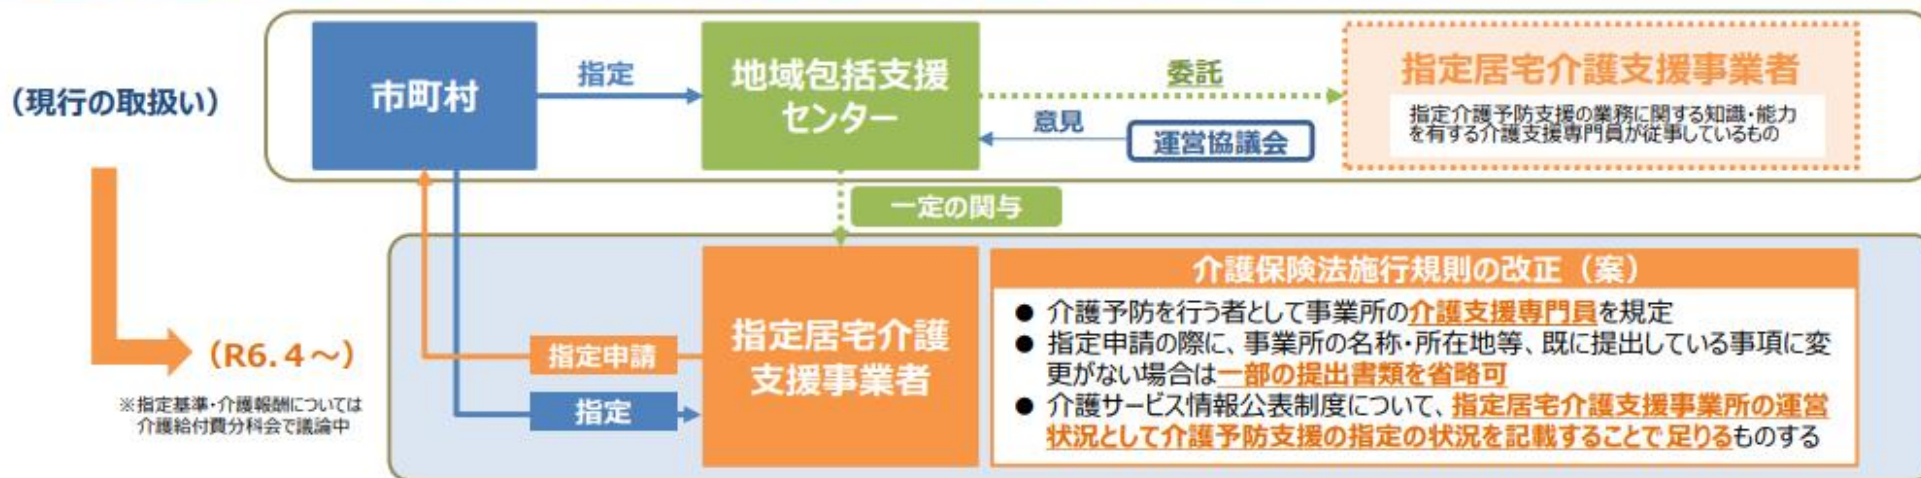 (現行の取扱い)
市町村
指定
地域包括支援
センター
委託
意見
運営協議会
指定居宅介護支援事業者
指定介護予防支援の業務に関する知識・能力
を有する介護支援専門員が従事しているもの
一定の関与
(R6.4～)
※指定基準・介護報酬については
介護給付費分科会で議論中
指定申請
指定
指定居宅介護
支援事業者
介護保険法施行規則の改正（案）
● 介護予防を行う者として事業所の介護支援専門員を規定
● 指定申請の際に、事業所の名称・所在地等、既に提出している事項に変
更がない場合は一部の提出書類を省略可
● 介護サービス情報公表制度について、指定居宅介護支援事業所の運営
状況として介護予防支援の指定の状況を記載することで足りるものする